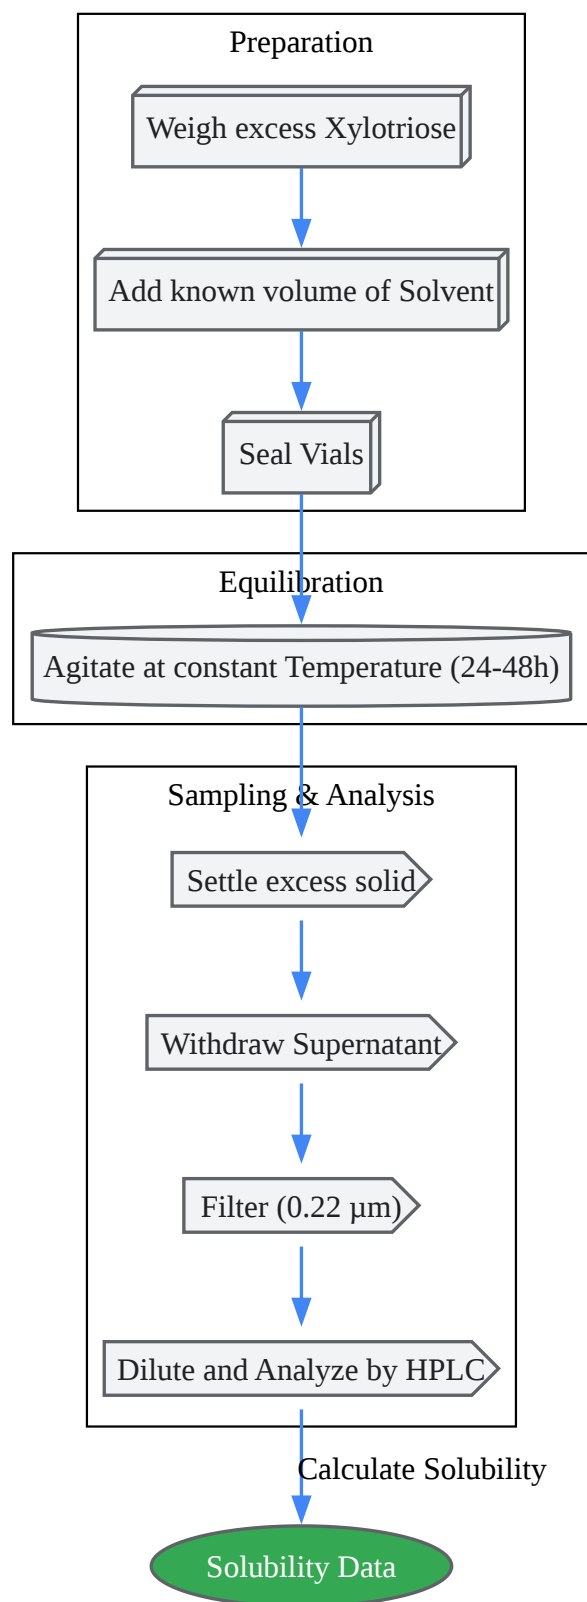 Preparation
Weigh excess Xylotriose
Add known volume of Solvent
Seal Vials
Equilibration
Agitate at constant Temperature (24-48h)
Sampling & Analysis
Settle excess solid
Withdraw Supernatant
Filter (0.22 µm)
Dilute and Analyze by HPLC
Calculate Solubility
Solubility Data